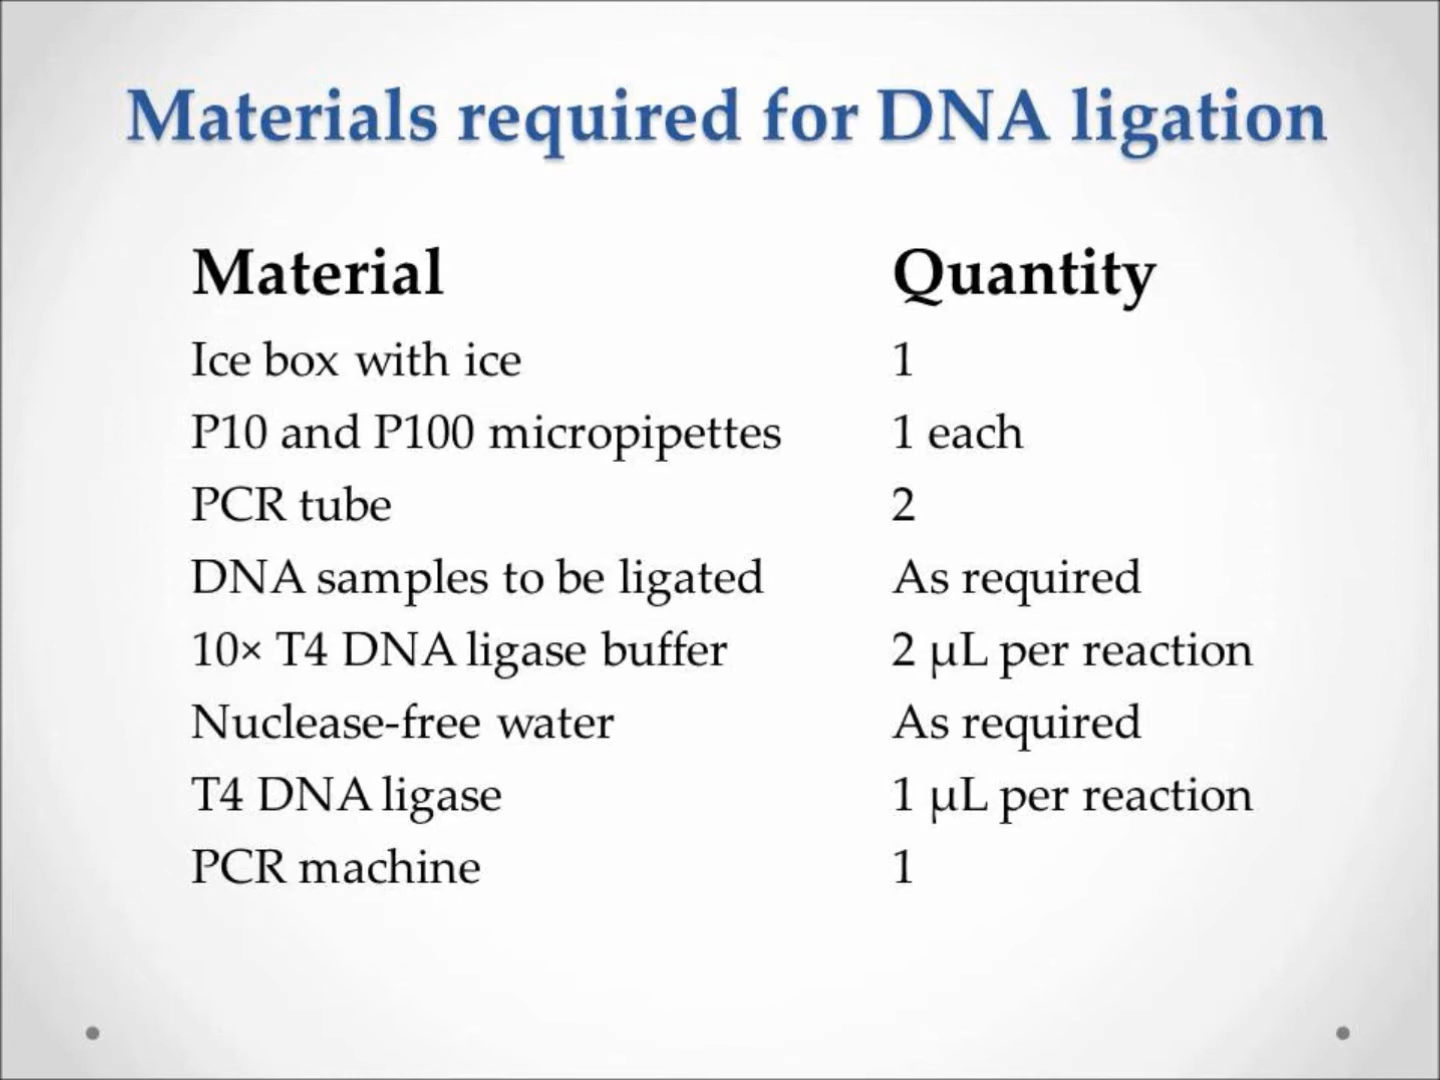 Materials required for DNA ligation
Material Quantity
Ice box with ice 1
P10 and P100 micropipettes 1 each
PCR tube 2
DNA samples to be ligated As required
10× T4 DNA ligase buffer 2 µL per reaction
Nuclease-free water As required
T4 DNA ligase 1 µL per reaction
PCR machine 1